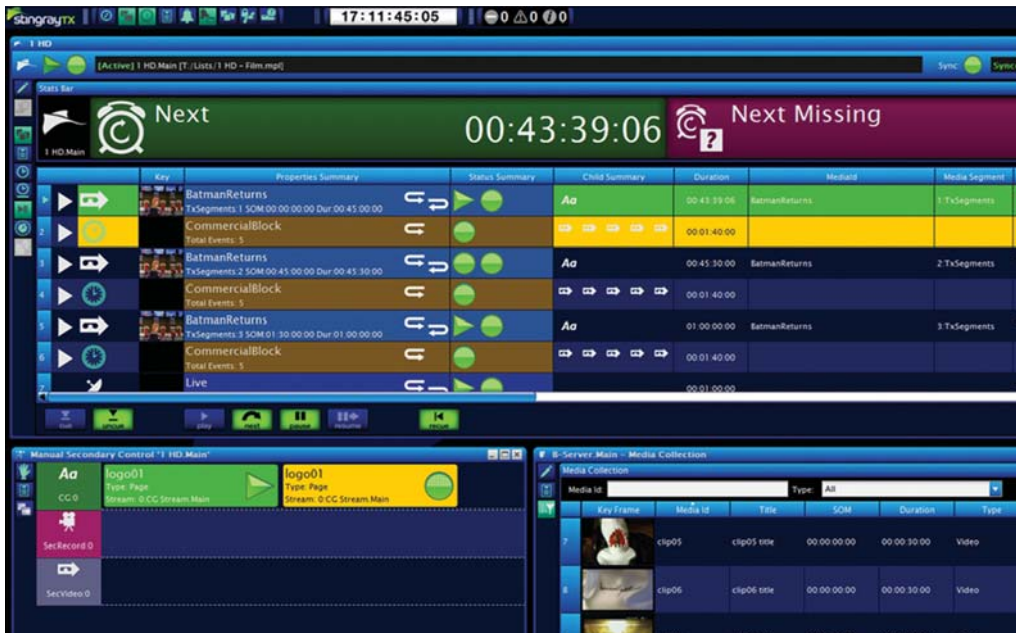 stingrayTX 17:11:45:05 0 0 0
1 HD
[Active] 1 HD.Main [T:/Lists/1 HD - Film.mpl] Sync
Stats Bar
1 HD.Main Next 00:43:39:06 Next Missing
Key Properties Summary Status Summary Child Summary Duration MediaId Media Segment
BatmanReturns
TxSegments:1 SOM:00:00:00:00 Dur:00:45:00:00 Aa 00:43:39:06 BatmanReturns 1:TxSegments
2 CommercialBlock
Total Events: 5 00:01:40:00
3 BatmanReturns
TxSegments:2 SOM:00:45:00:00 Dur:00:45:30:00 Aa 00:45:30:00 BatmanReturns 2:TxSegments
4 CommercialBlock
Total Events: 5 00:01:40:00
5 BatmanReturns
TxSegments:3 SOM:01:30:00:00 Dur:01:00:00:00 Aa 01:00:00:00 BatmanReturns 3:TxSegments
6 CommercialBlock
Total Events: 5 00:01:40:00
7 Live 00:01:00:00
cue uncue play next pause resume recue
Manual Secondary Control "1 HD.Main"
Aa
CG 0
logo01
Type: Page
Stream: 0:CG Stream.Main
logo01
Type: Page
Stream: 0:CG Stream.Main
SecRecord:0
SecVideo:0
B-Server.Main - Media Collection
Media Collection
Media Id: Type: All
Key Frame Media Id Title SOM Duration Type
7 clip05 clip05 title 00:00:00:00 00:00:30:00 Video
8 clip06 clip06 title 00:00:00:00 00:00:30:00 Video